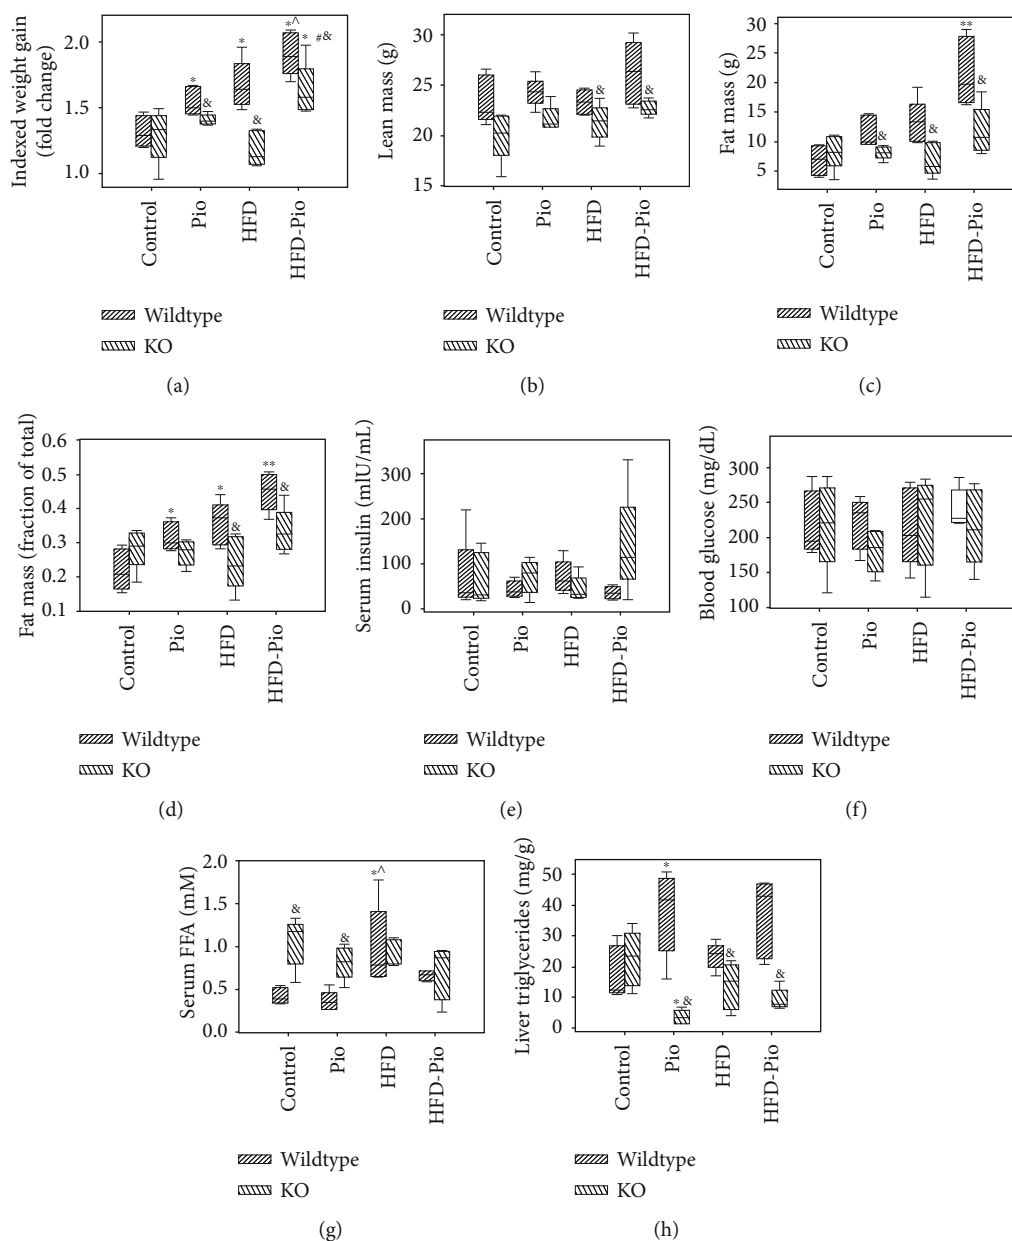 Indexed weight gain
(fold change)
2.0
1.5
1.0
*
*
*^
*
#&
&
&
Control
Pio
HFD
HFD-Pio
Wildtype
KO
(a)
Lean mass (g)
30
25
20
15
&
&
Control
Pio
HFD
HFD-Pio
Wildtype
KO
(b)
Fat mass (g)
30
25
20
15
10
5
**
&
&
&
Control
Pio
HFD
HFD-Pio
Wildtype
KO
(c)
Fat mass (fraction of total)
0.6
0.5
0.4
0.3
0.2
0.1
*
*
&
**
&
Control
Pio
HFD
HFD-Pio
Wildtype
KO
(d)
Serum insulin (mIU/mL)
300
200
100
0
Control
Pio
HFD
HFD-Pio
Wildtype
KO
(e)
Blood glucose (mg/dL)
300
250
200
150
100
Control
Pio
HFD
HFD-Pio
Wildtype
KO
(f)
Serum FFA (mM)
2.0
1.5
1.0
0.5
0.0
&
&
*^
Control
Pio
HFD
HFD-Pio
Wildtype
KO
(g)
Liver triglycerides (mg/g)
50
40
30
20
10
0
*
* &
&
&
Control
Pio
HFD
HFD-Pio
Wildtype
KO
(h)